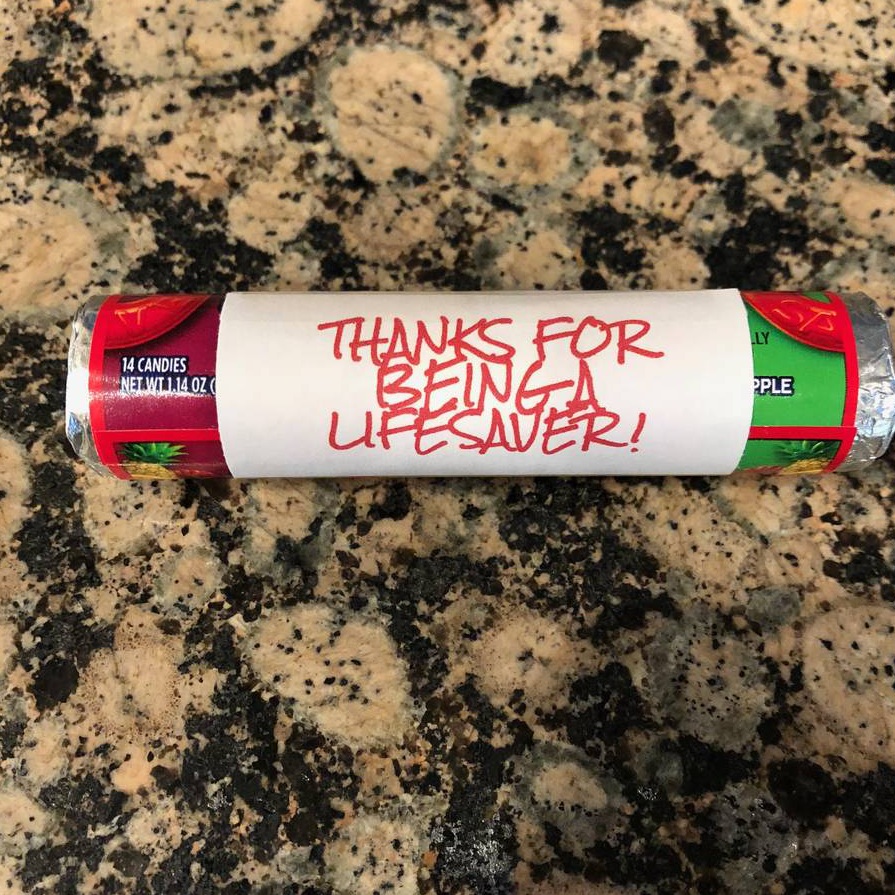 THANKS FOR
BEING A
LIFESAVER!
14 CANDIES
NET WT 1.14 OZ (